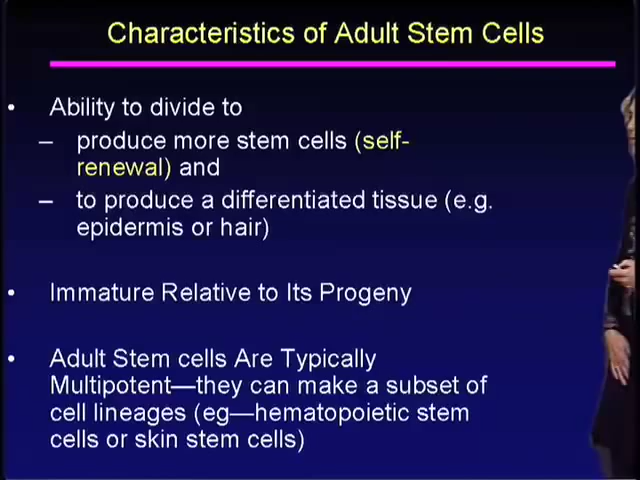 Characteristics of Adult Stem Cells
• Ability to divide to
– produce more stem cells (self-
renewal) and
– to produce a differentiated tissue (e.g.
epidermis or hair)
• Immature Relative to Its Progeny
• Adult Stem cells Are Typically
Multipotent—they can make a subset of
cell lineages (eg—hematopoietic stem
cells or skin stem cells)